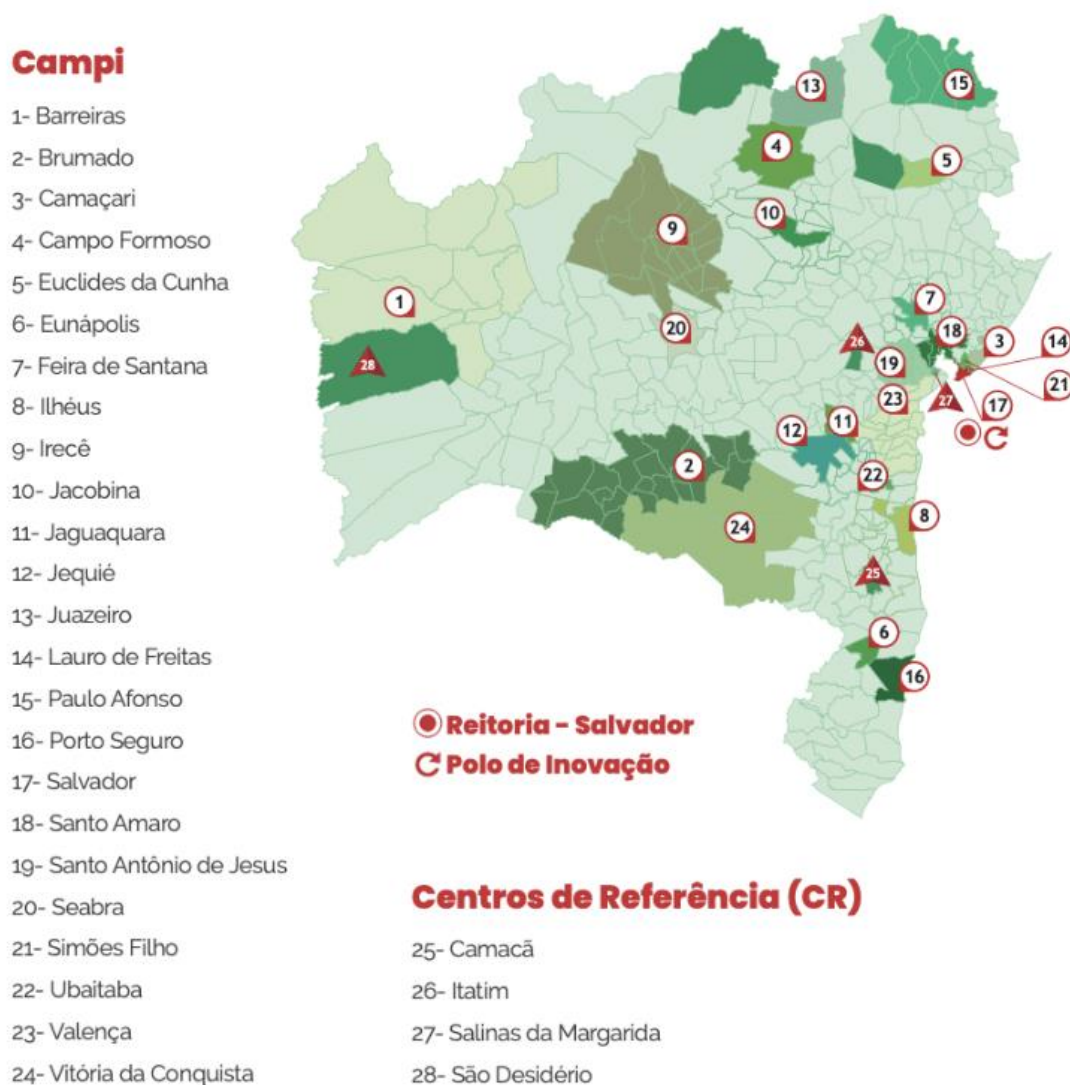 Campi
1- Barreiras
2- Brumado
3- Camaçari
4- Campo Formoso
5- Euclides da Cunha
6- Eunápolis
7- Feira de Santana
8- Ilhéus
9- Irecê
10- Jacobina
11- Jaguaquara
12- Jequié
13- Juazeiro
14- Lauro de Freitas
15- Paulo Afonso
16- Porto Seguro
17- Salvador
18- Santo Amaro
19- Santo Antônio de Jesus
20- Seabra
21- Simões Filho
22- Ubaitaba
23- Valença
24- Vitória da Conquista
13
15
4
5
10
9
1
7
20
18
3
14
26
28
19
21
27
23
17
12
11
2
22
24
8
25
6
16
Reitoria - Salvador
Polo de Inovação
Centros de Referência (CR)
25- Camacã
26- Itatim
27- Salinas da Margarida
28- São Desidério